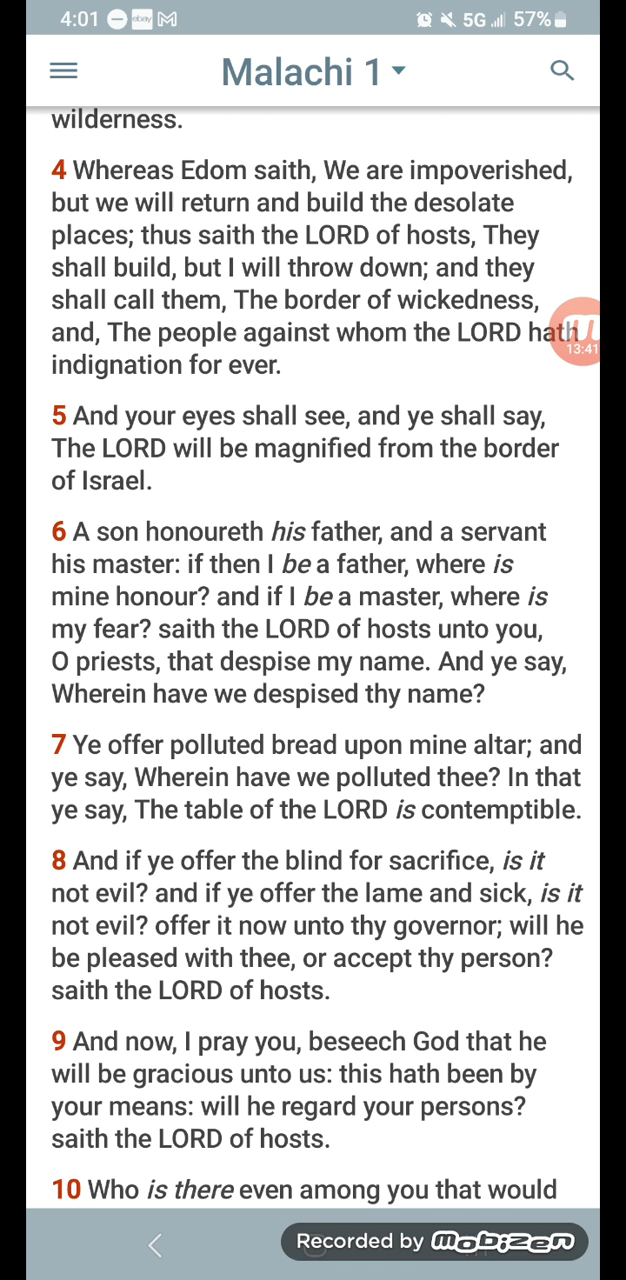 4:01 ebay 5G 57%
Malachi 1
wilderness.
4 Whereas Edom saith, We are impoverished,
but we will return and build the desolate
places; thus saith the LORD of hosts, They
shall build, but I will throw down; and they
shall call them, The border of wickedness,
and, The people against whom the LORD hath
13:41
indignation for ever.
5 And your eyes shall see, and ye shall say,
The LORD will be magnified from the border
of Israel.
6 A son honoureth his father, and a servant
his master: if then I be a father, where is
mine honour? and if I be a master, where is
my fear? saith the LORD of hosts unto you,
O priests, that despise my name. And ye say,
Wherein have we despised thy name?
7 Ye offer polluted bread upon mine altar; and
ye say, Wherein have we polluted thee? In that
ye say, The table of the LORD is contemptible.
8 And if ye offer the blind for sacrifice, is it
not evil? and if ye offer the lame and sick, is it
not evil? offer it now unto thy governor; will he
be pleased with thee, or accept thy person?
saith the LORD of hosts.
9 And now, I pray you, beseech God that he
will be gracious unto us: this hath been by
your means: will he regard your persons?
saith the LORD of hosts.
10 Who is there even among you that would
Recorded by mobizen